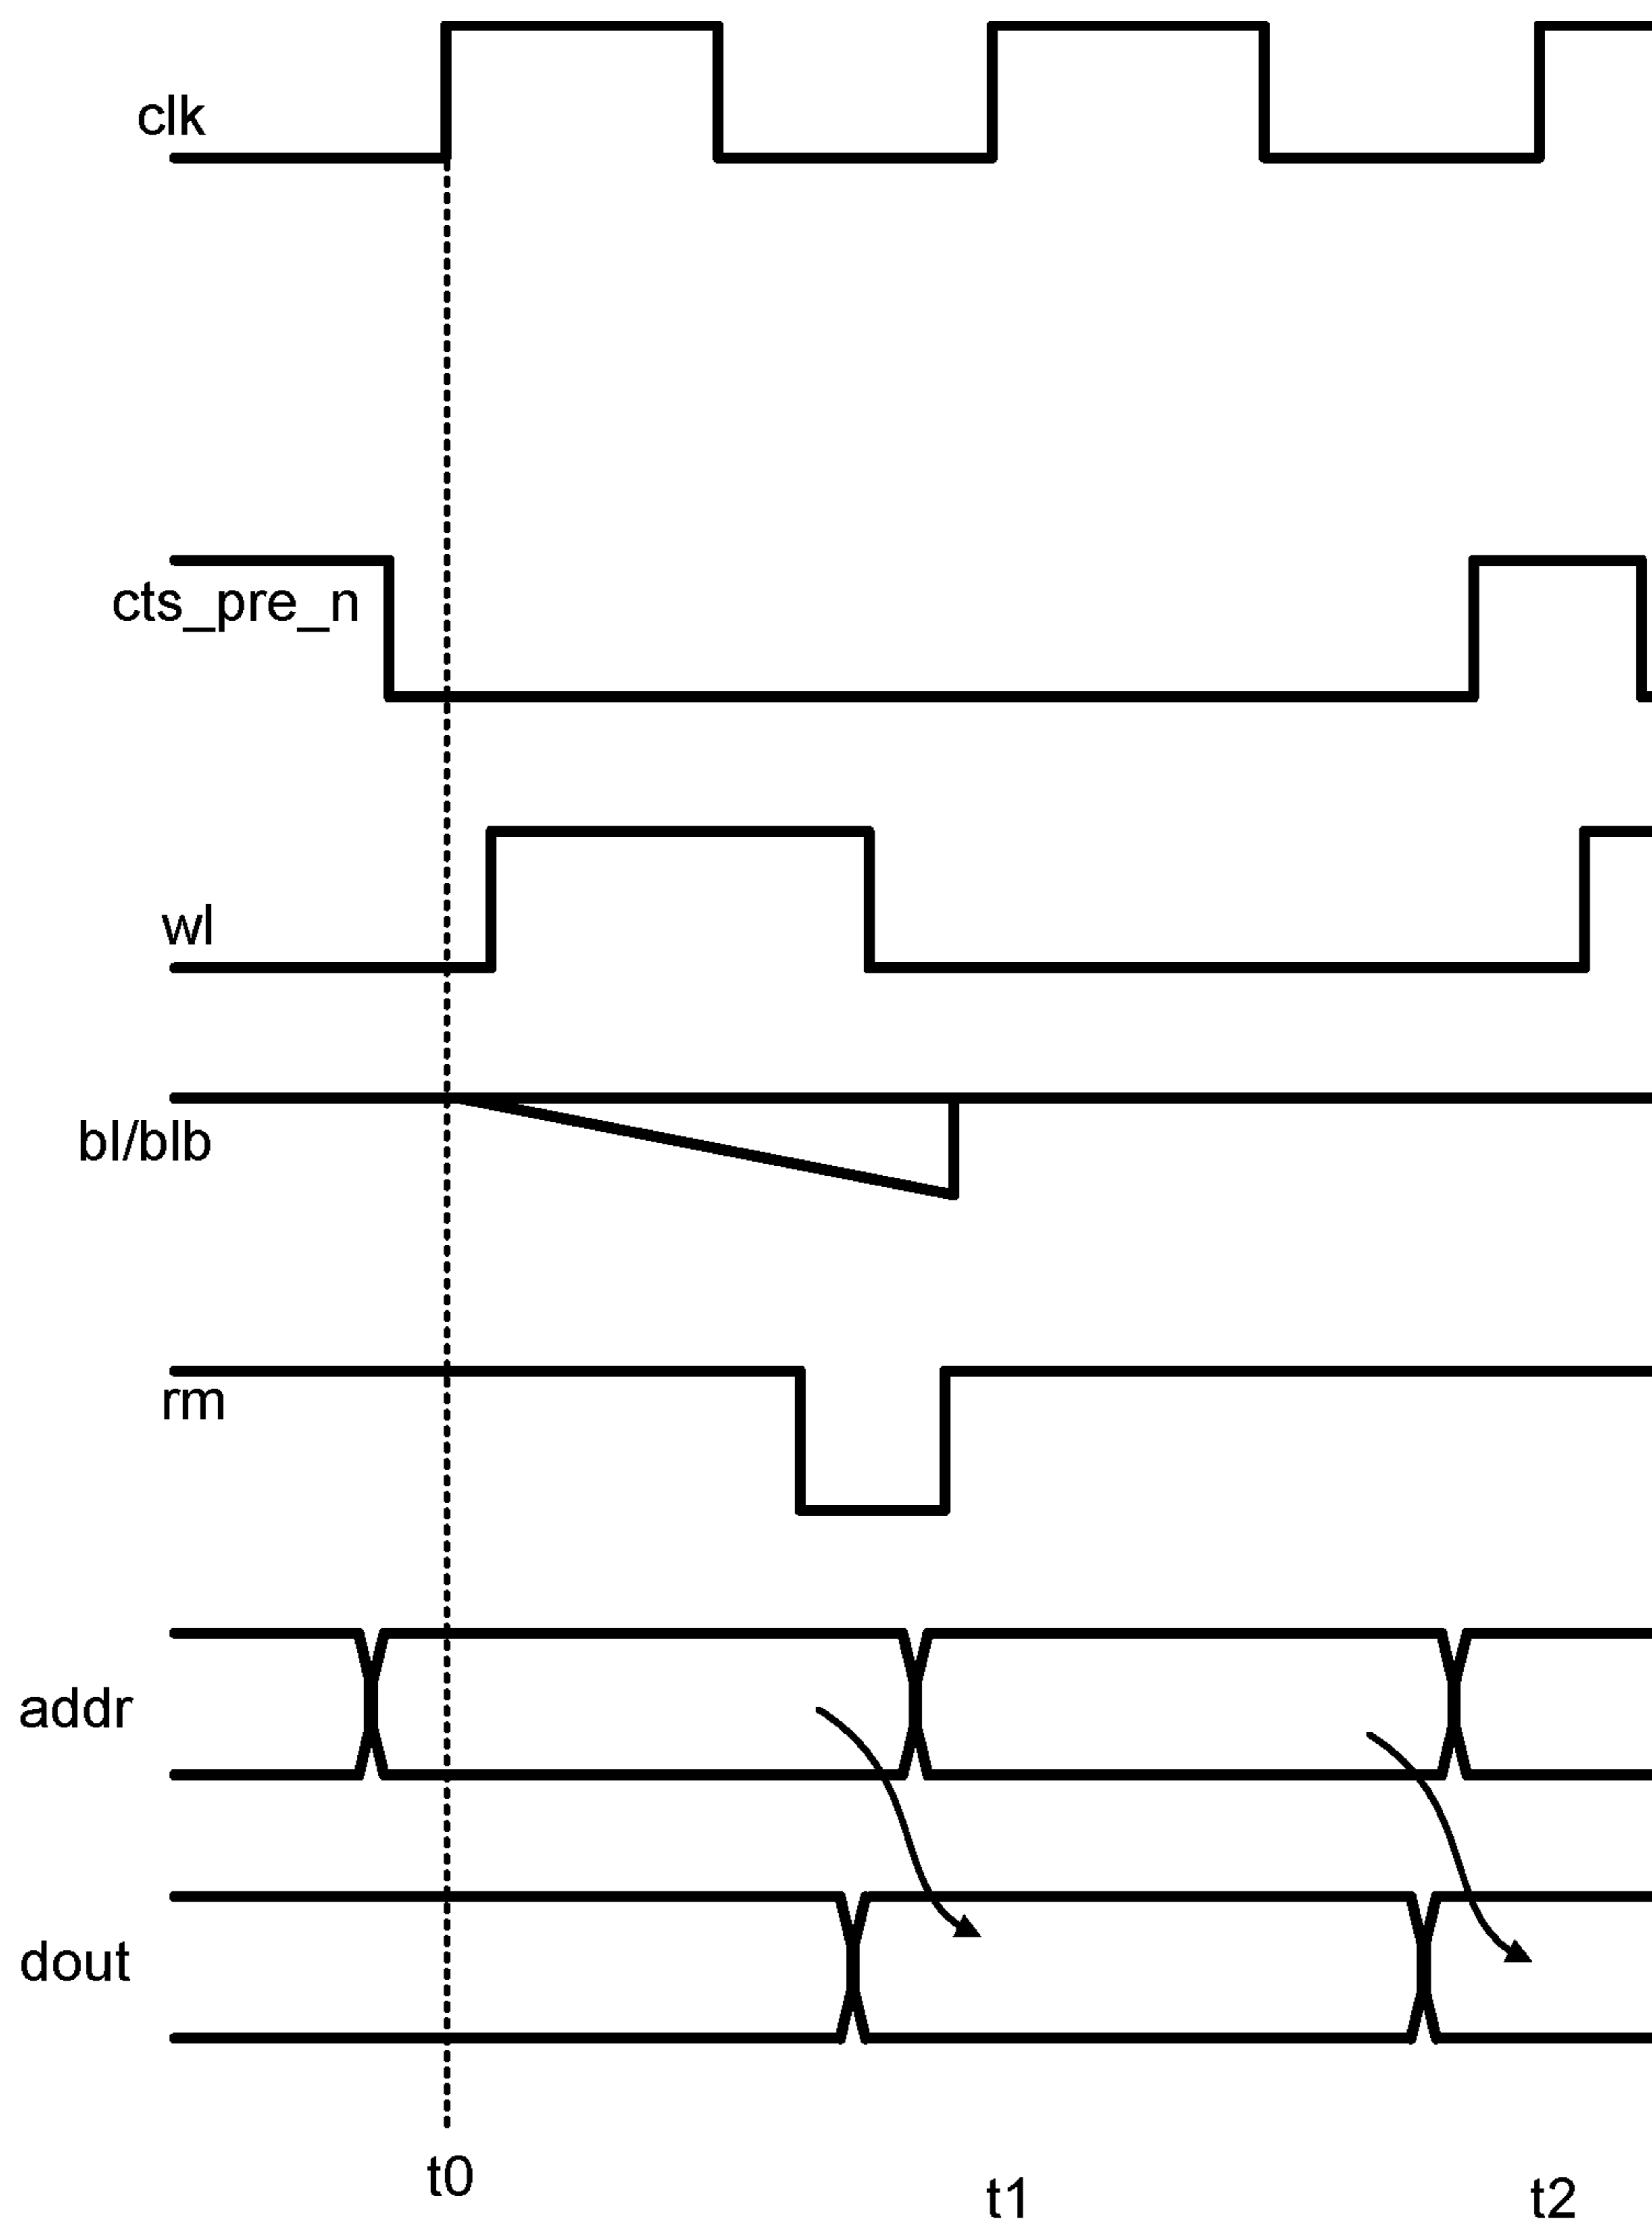 clk
cts_pre_n
wl
bl/blb
rm
addr
dout
t0
t1
t2